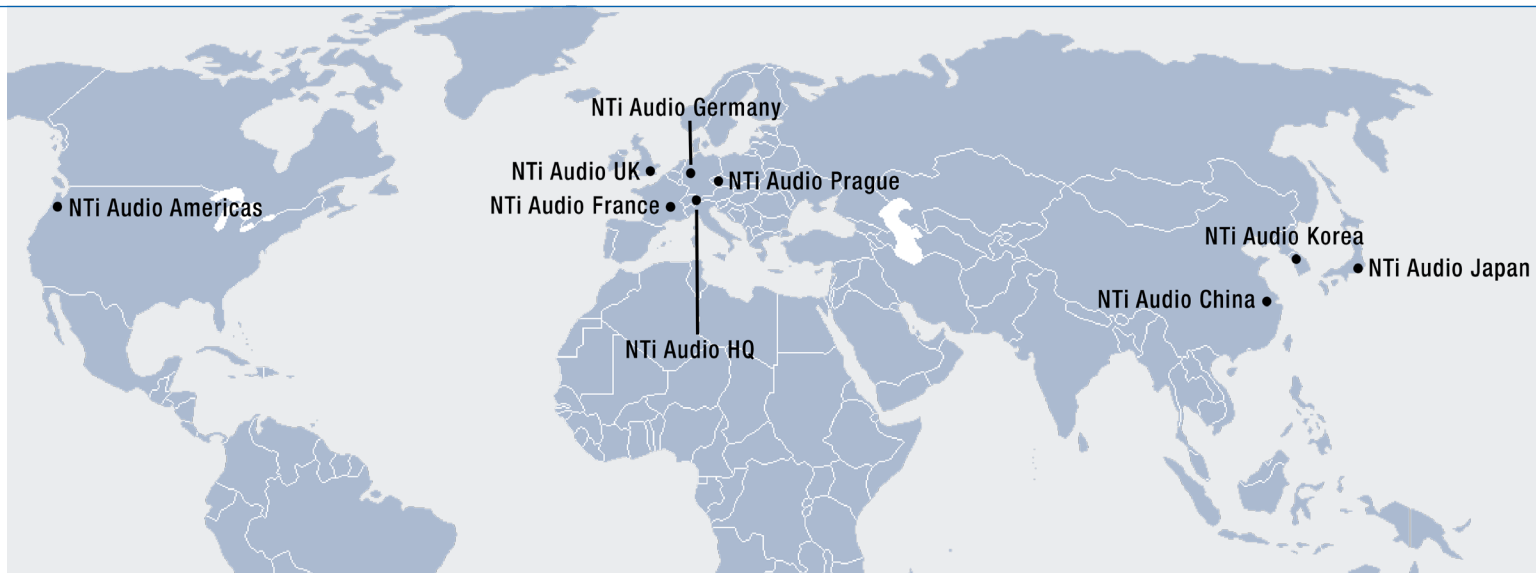 NTi Audio Germany
NTi Audio UK
NTi Audio Prague
NTi Audio France
NTi Audio Americas
NTi Audio Korea
NTi Audio Japan
NTi Audio China
NTi Audio HQ